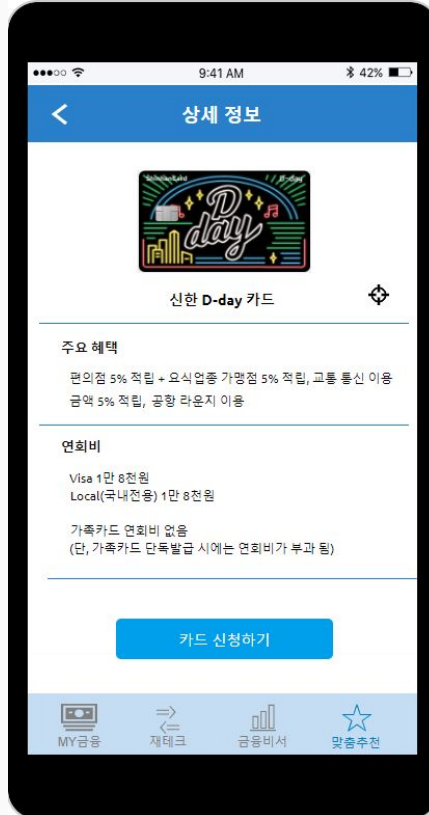 9:41 AM
42%
상세 정보
ShinhanCard
D-day
D
day
신한 D-day 카드
주요 혜택
편의점 5% 적립 + 요식업종 가맹점 5% 적립, 교통 통신 이용
금액 5% 적립, 공항 라운지 이용
연회비
Visa 1만 8천원
Local(국내전용) 1만 8천원
가족카드 연회비 없음
(단, 가족카드 단독발급 시에는 연회비가 부과 됨)
카드 신청하기
MY금융
재테크
금융비서
맞춤추천